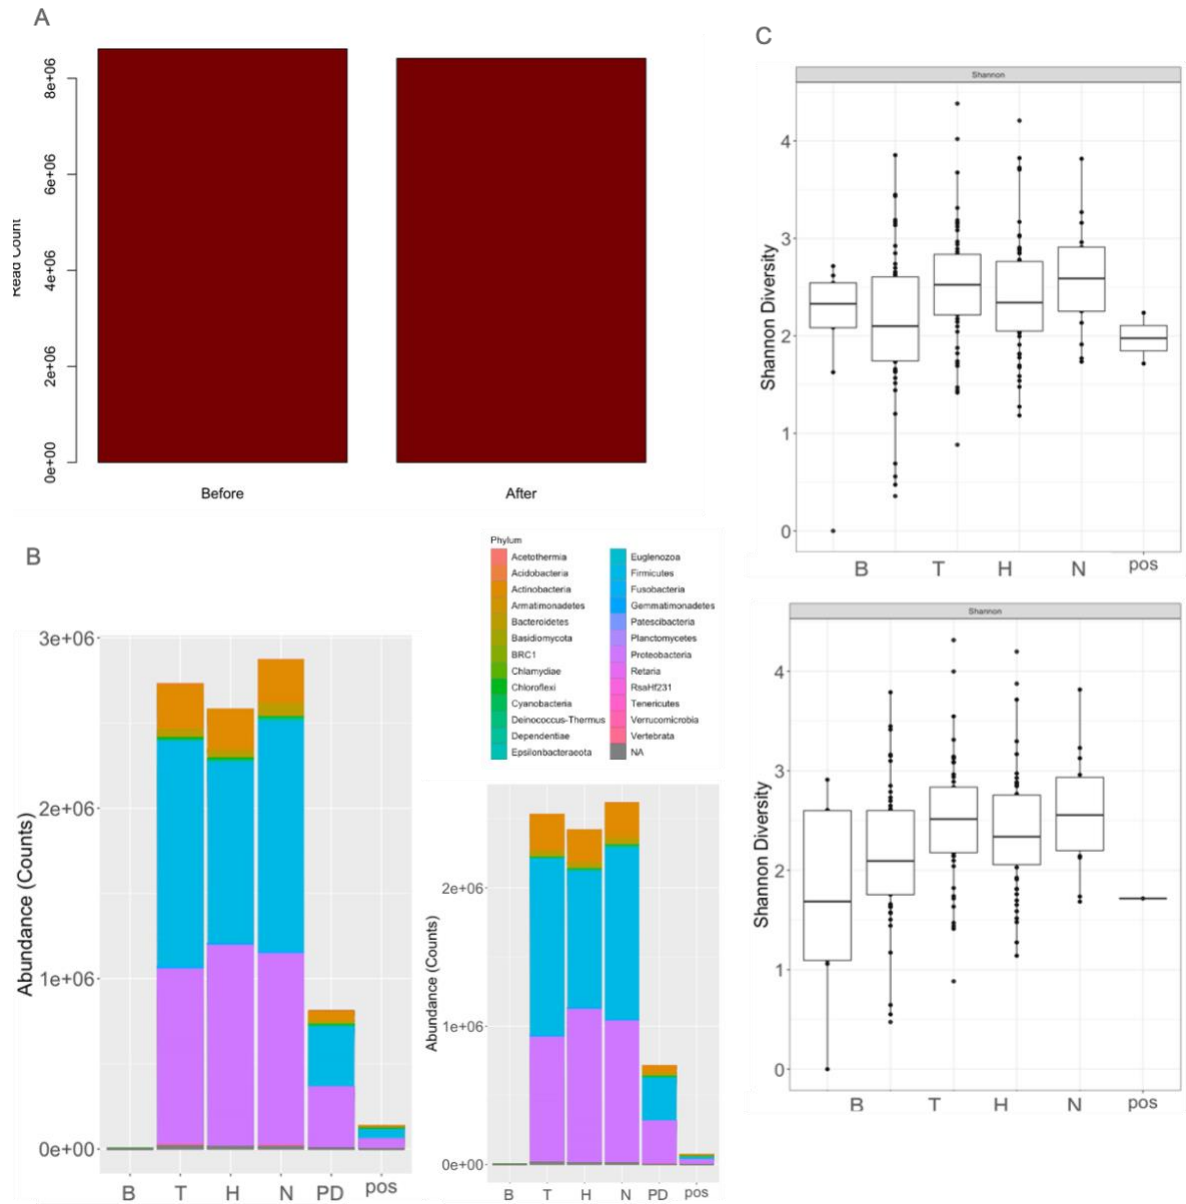 A
Read Count
8e+06
6e+06
4e+06
2e+06
0e+00
Before
After
B
Phylum
Acetothermia
Acidobacteria
Actinobacteria
Armatimonadetes
Bacteroidetes
Basidiomycota
BRC1
Chlamydiae
Chloroflexi
Cyanobacteria
Deinococcus-Thermus
Dependentiae
Epsilonbacteraeota
Euglenozoa
Firmicutes
Fusobacteria
Gemmatimonadetes
Patescibacteria
Planctomycetes
Proteobacteria
Retaria
RsaHf231
Tenericutes
Verrucomicrobia
Vertebrata
NA
Abundance (Counts)
3e+06
2e+06
1e+06
0e+00
B T H N PD pos
Abundance (Counts)
2e+06
1e+06
0e+00
B T H N PD pos
C
Shannon
Shannon Diversity
4
3
2
1
0
B T H N pos
Shannon
Shannon Diversity
4
3
2
1
0
B T H N pos